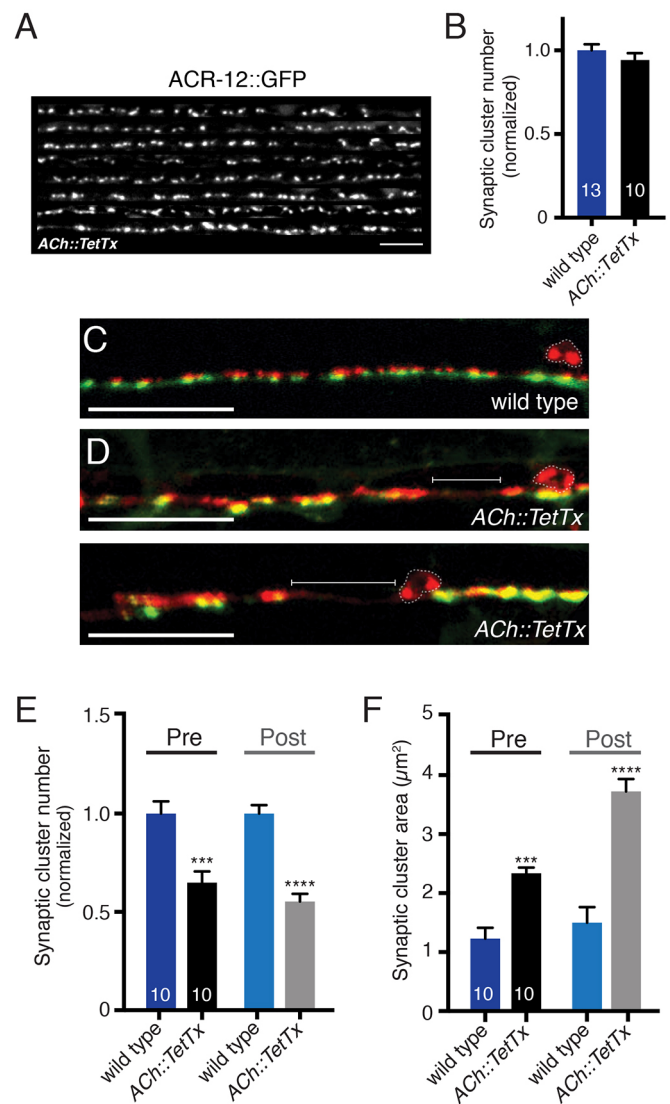 A
ACR-12::GFP
ACh::TetTx
B
Synaptic cluster number
(normalized)
1.0
0.5
0
13
10
wild type
ACh::TetTx
C
wild type
D
ACh::TetTx
ACh::TetTx
E
Synaptic cluster number
(normalized)
1.5
1.0
0.5
0
Pre
Post
***
****
10
10
wild type
ACh::TetTx
wild type
ACh::TetTx
F
Synaptic cluster area (µm²)
5
4
3
2
1
0
Pre
Post
***
****
10
10
wild type
ACh::TetTx
wild type
ACh::TetTx